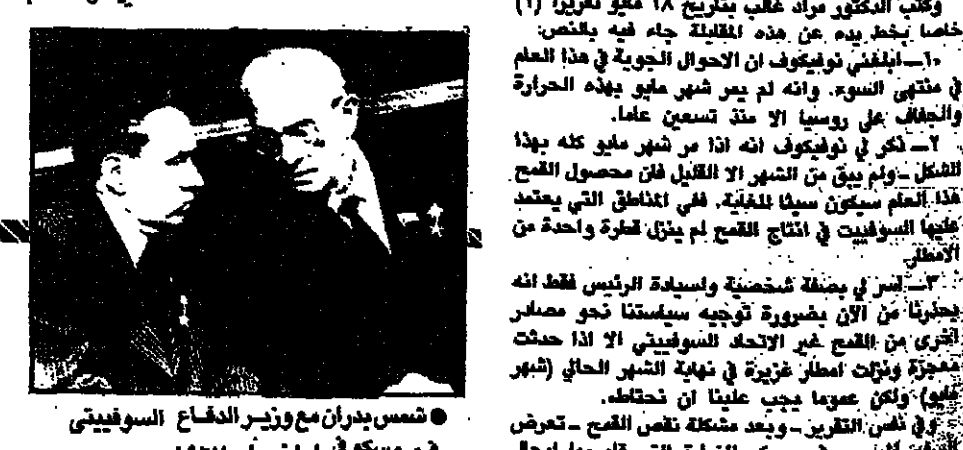 وكتب الدكتور مراد غالب بتاريخ ١٨ مايو تقريرا (١)
خاصا بخط يده عن هذه المقابلة جاء فيه بالنص:
«١ــ ابلغني نوفيكوف ان الاحوال الجوية في هذا العام
في منتهى السوء. وانه لم يمر شهر مايو بهذه الحرارة
والجفاف على روسيا الا منذ تسعين عاما.
٢ــ ذكر لي نوفيكوف انه اذا مر شهر مايو كله بهذا
الشكل ــ ولم يبق من الشهر الا القليل فان محصول القمح
هذا العام سيكون سيئا للغاية. ففي المناطق التي يعتمد
عليها السوفييت في انتاج القمح لم ينزل قطرة واحدة من
الامطار.
٣ــ اسر لي بصفة شخصية ولسيادة الرئيس فقط انه
يحذرنا من الآن بضرورة توجيه سياستنا نحو مصادر
اخرى من القمح غير الاتحاد السوفييتي الا اذا حدثت
معجزة ونزلت امطار غزيرة في نهاية الشهر الحالي (شهر
مايو) ولكن عموما يجب علينا ان نحتاط».
وفي نفس التقرير ــ وبعد مشكلة نقص القمح ــ تعرض
● شمس بدران مع وزير الدفاع السوفييتي